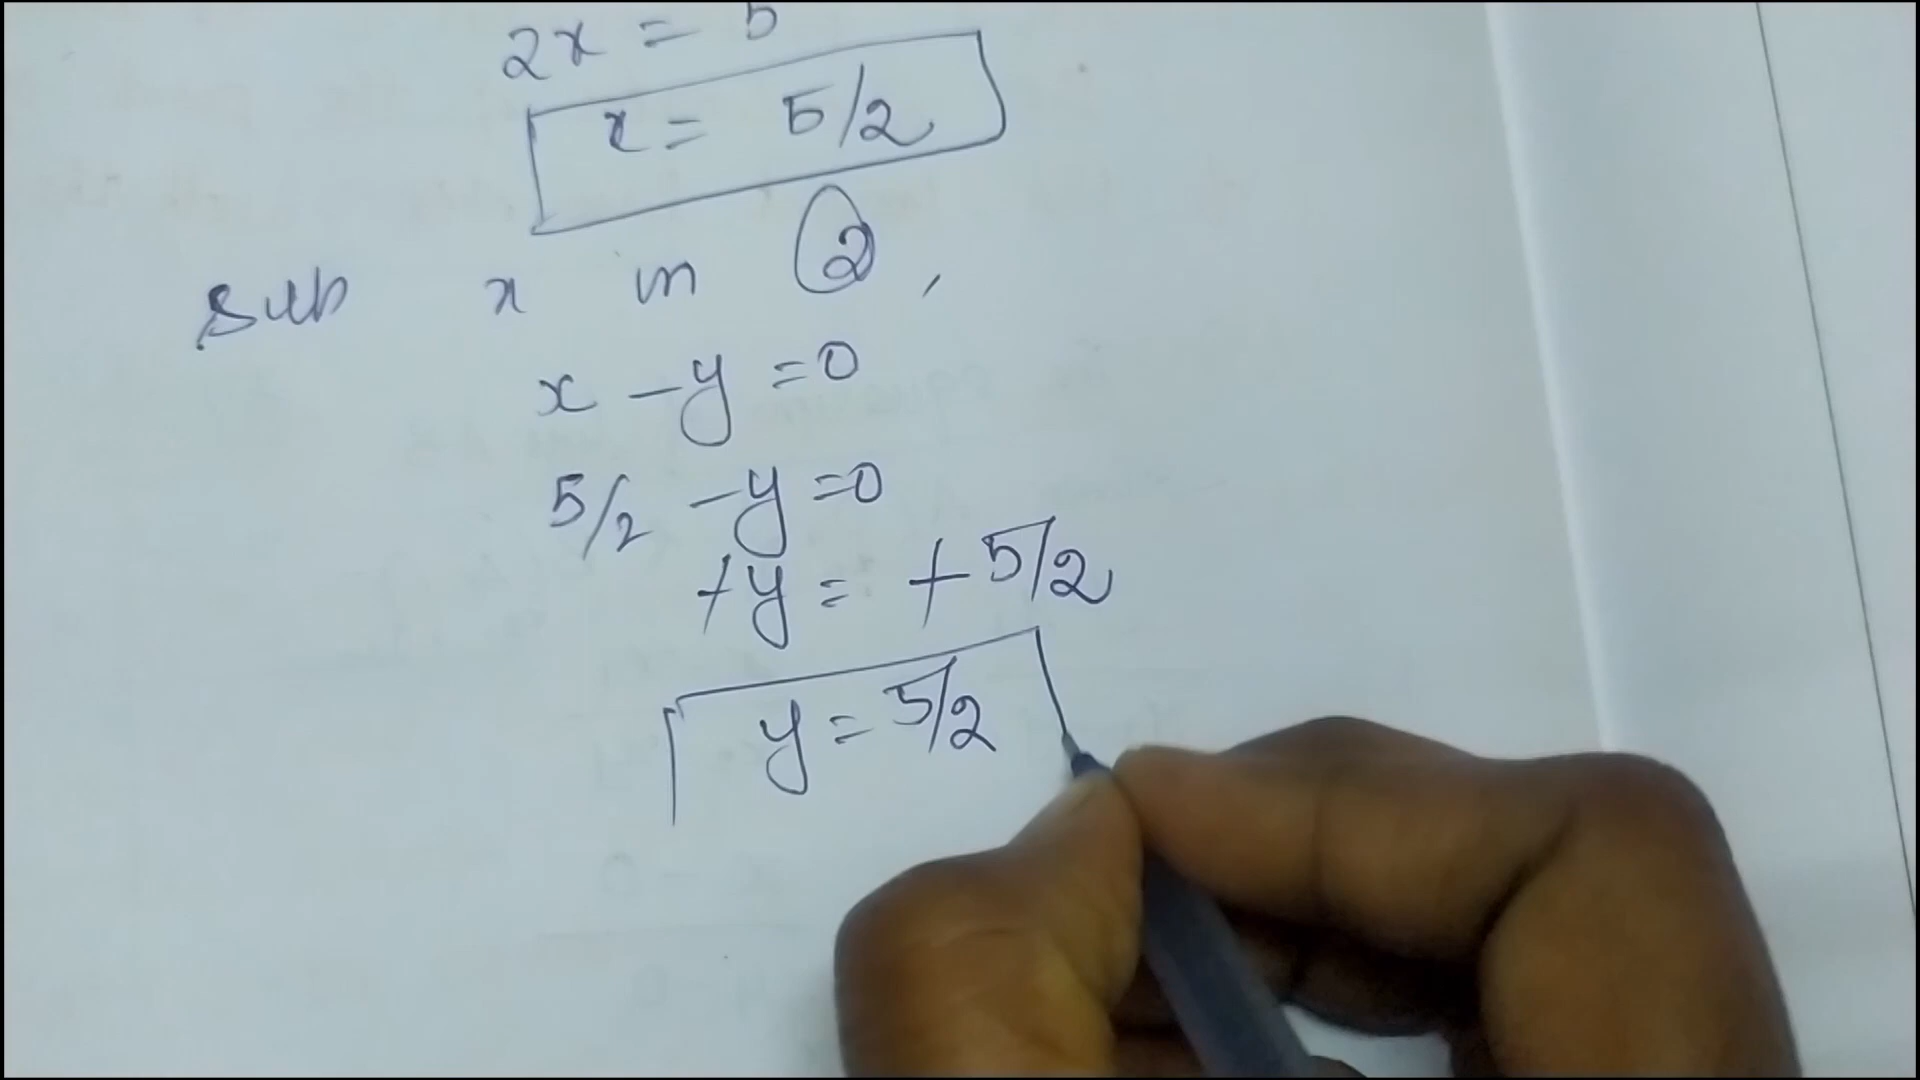 2x = 5
x = 5/2
Sub x in 2,
x - y = 0
5/2 - y = 0
+y = +5/2
y = 5/2